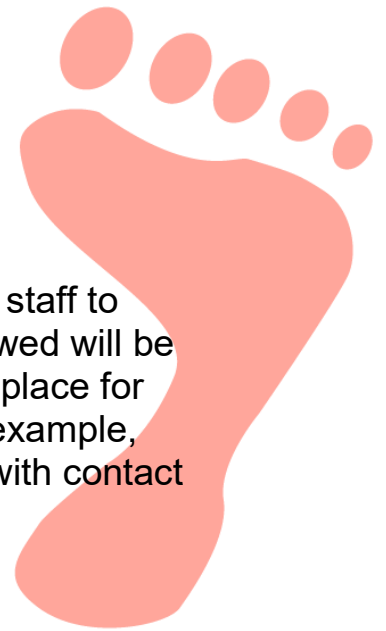 staff to
wed will be
place for
example,
with contact